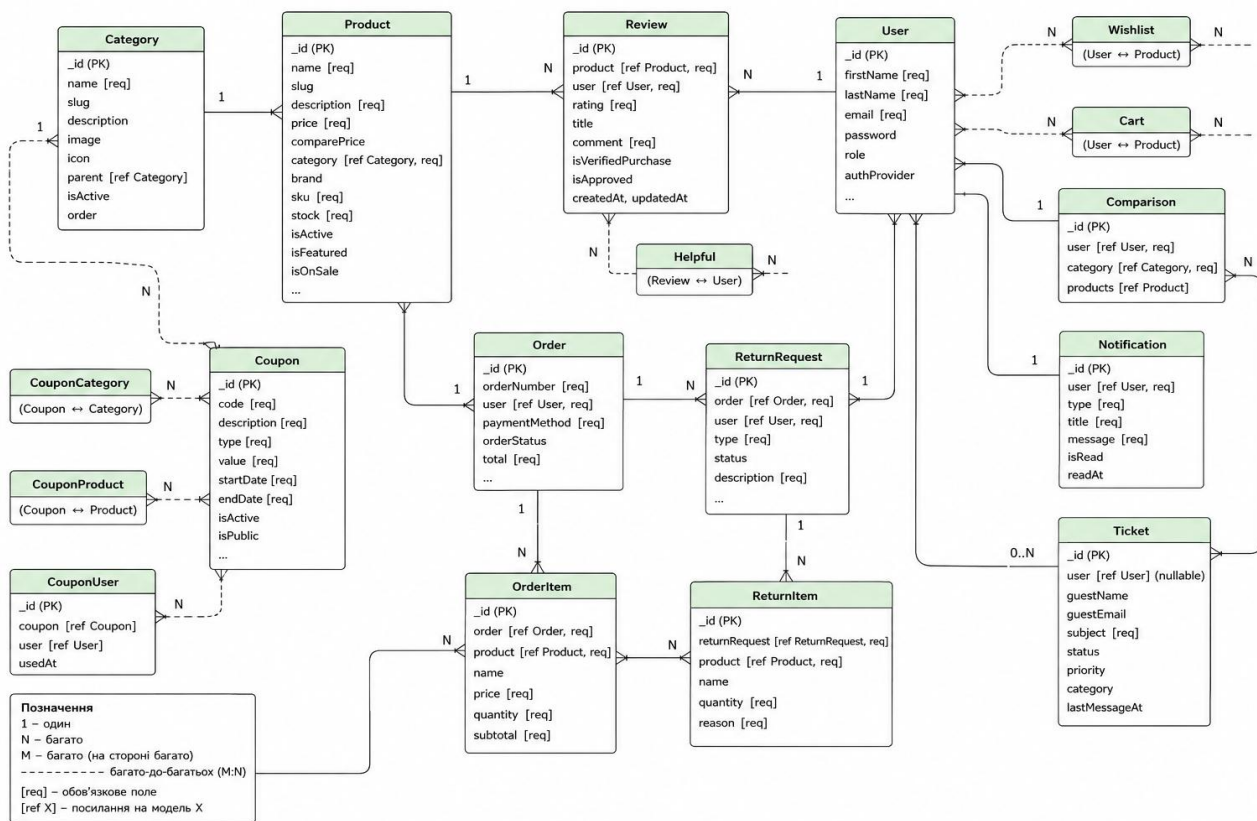 Category
_id (PK)
name [req]
slug
description
image
icon
parent [ref Category]
isActive
order
1
1
Product
_id (PK)
name [req]
slug
description [req]
price [req]
comparePrice
category [ref Category, req]
brand
sku [req]
stock [req]
isActive
isFeatured
isOnSale
...
1
N
Review
_id (PK)
product [ref Product, req]
user [ref User, req]
rating [req]
title
comment [req]
isVerifiedPurchase
isApproved
createdAt, updatedAt
N
1
User
_id (PK)
firstName [req]
lastName [req]
email [req]
password
role
authProvider
...
N
Wishlist
(User ↔ Product)
N
N
Cart
(User ↔ Product)
N
N
Helpful
(Review ↔ User)
N
1
Comparison
_id (PK)
user [ref User, req]
category [ref Category, req]
products [ref Product]
N
1
Notification
_id (PK)
user [ref User, req]
type [req]
title [req]
message [req]
isRead
readAt
N
CouponCategory
(Coupon ↔ Category)
N
CouponProduct
(Coupon ↔ Product)
N
CouponUser
_id (PK)
coupon [ref Coupon]
user [ref User]
usedAt
N
Coupon
_id (PK)
code [req]
description [req]
type [req]
value [req]
startDate [req]
endDate [req]
isActive
isPublic
...
1
Order
_id (PK)
orderNumber [req]
user [ref User, req]
paymentMethod [req]
orderStatus
total [req]
...
1
N
ReturnRequest
_id (PK)
order [ref Order, req]
user [ref User, req]
type [req]
status
description [req]
...
1
1
N
1
N
0..N
Ticket
_id (PK)
user [ref User] (nullable)
guestName
guestEmail
subject [req]
status
priority
category
lastMessageAt
N
OrderItem
_id (PK)
order [ref Order, req]
product [ref Product, req]
name
price [req]
quantity [req]
subtotal [req]
N
ReturnItem
_id (PK)
returnRequest [ref ReturnRequest, req]
product [ref Product, req]
name
quantity [req]
reason [req]
Позначення
1 – один
N – багато
M – багато (на стороні багато)
---------------- багато-до-багатьох (M:N)
[req] – обов’язкове поле
[ref X] – посилання на модель X